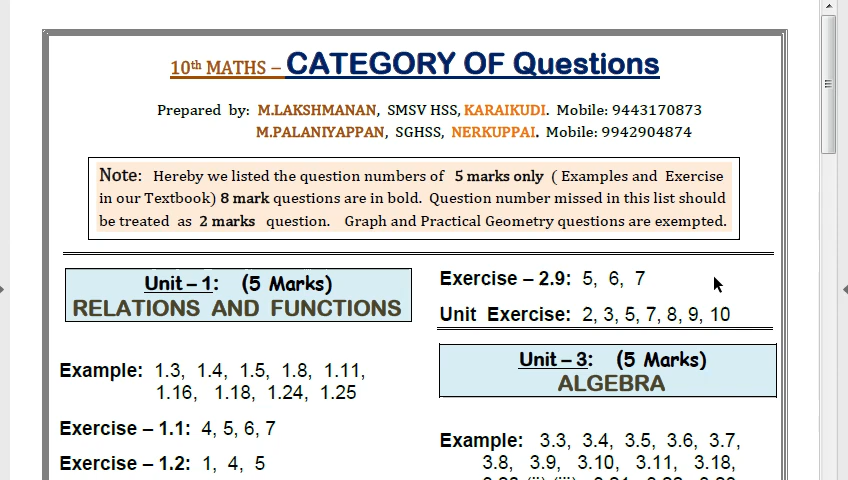 10th MATHS – CATEGORY OF Questions
Prepared by: M.LAKSHMANAN, SMSV HSS, KARAIKUDI. Mobile: 9443170873
M.PALANIYAPPAN, SGHSS, NERKUPPAI. Mobile: 9942904874
Note: Hereby we listed the question numbers of 5 marks only ( Examples and Exercise
in our Textbook) 8 mark questions are in bold. Question number missed in this list should
be treated as 2 marks question. Graph and Practical Geometry questions are exempted.
Unit – 1: (5 Marks)
RELATIONS AND FUNCTIONS
Example: 1.3, 1.4, 1.5, 1.8, 1.11,
1.16, 1.18, 1.24, 1.25
Exercise – 1.1: 4, 5, 6, 7
Exercise – 1.2: 1, 4, 5
Exercise – 2.9: 5, 6, 7
Unit Exercise: 2, 3, 5, 7, 8, 9, 10
Unit – 3: (5 Marks)
ALGEBRA
Example: 3.3, 3.4, 3.5, 3.6, 3.7,
3.8, 3.9, 3.10, 3.11, 3.18,